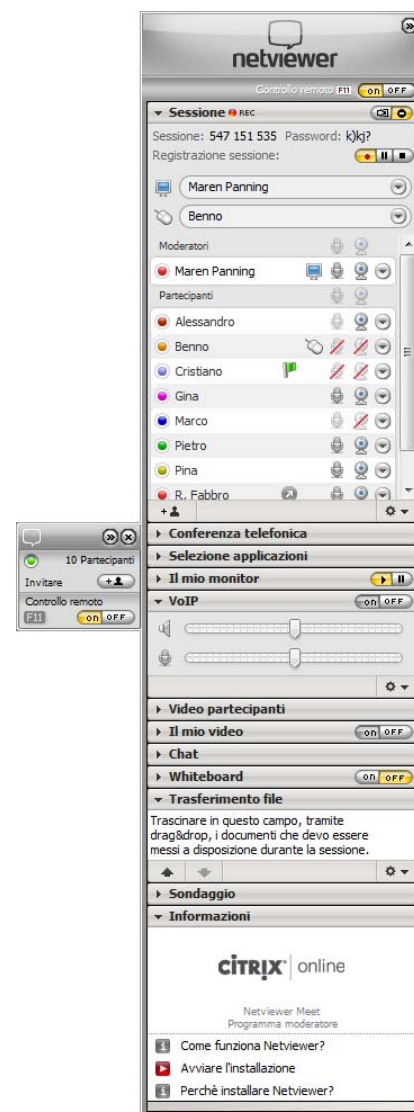 netviewer
Controllo remoto F11 on OFF
Sessione REC
Sessione: 547 151 535 Password: k)kj?
Registrazione sessione:
Maren Panning
Benno
Moderatori
Maren Panning
Partecipanti
Alessandro
Benno
Cristiano
Gina
Marco
Pietro
Pina
R. Fabbro
Conferenza telefonica
Selezione applicazioni
Il mio monitor
VoIP on OFF
Video partecipanti
Il mio video on OFF
Chat
Whiteboard on OFF
Trasferimento file
Trascinare in questo campo, tramite
drag&drop, i documenti che devo essere
messi a disposizione durante la sessione.
Sondaggio
Informazioni
CITRIX online
Netviewer Meet
Programma moderatore
Come funziona Netviewer?
Avviare l'installazione
Perchè installare Netviewer?
10 Partecipanti
Invitare
Controllo remoto
F11 on OFF